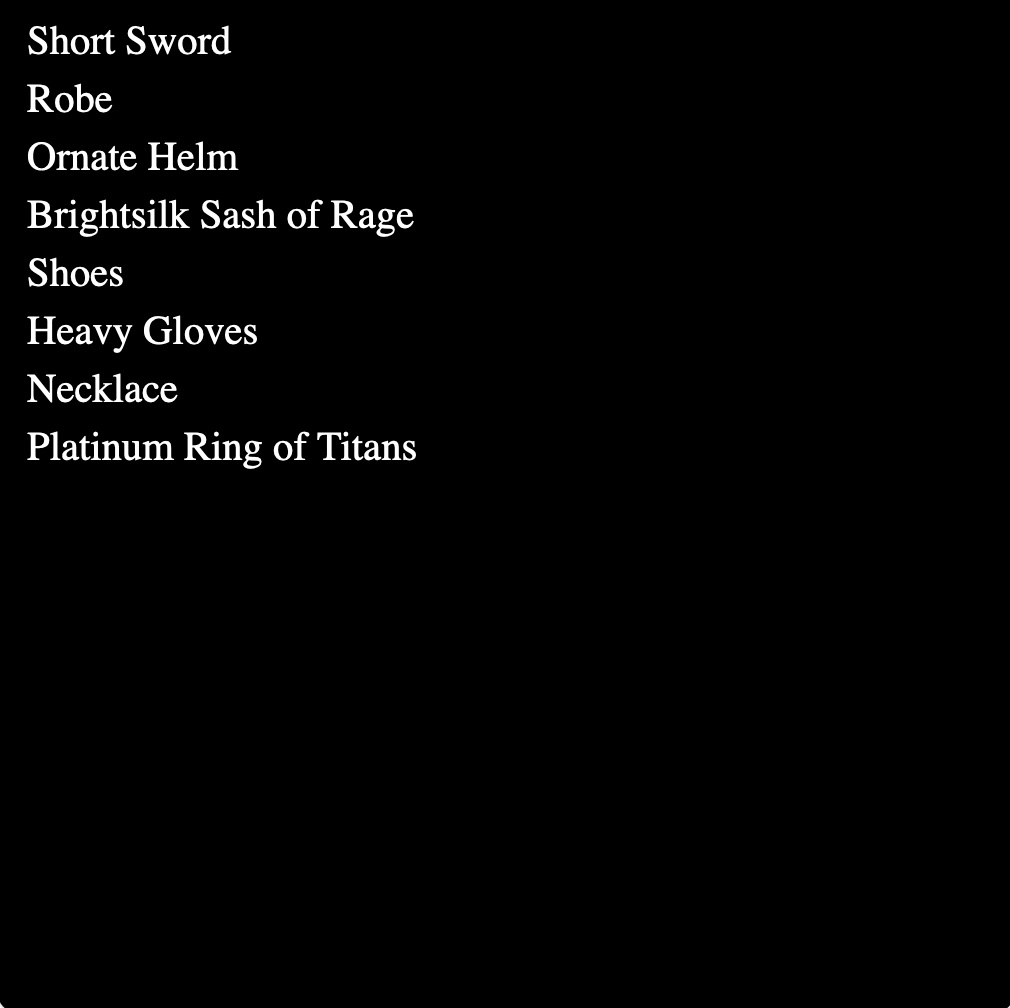 Short Sword
Robe
Ornate Helm
Brightsilk Sash of Rage
Shoes
Heavy Gloves
Necklace
Platinum Ring of Titans